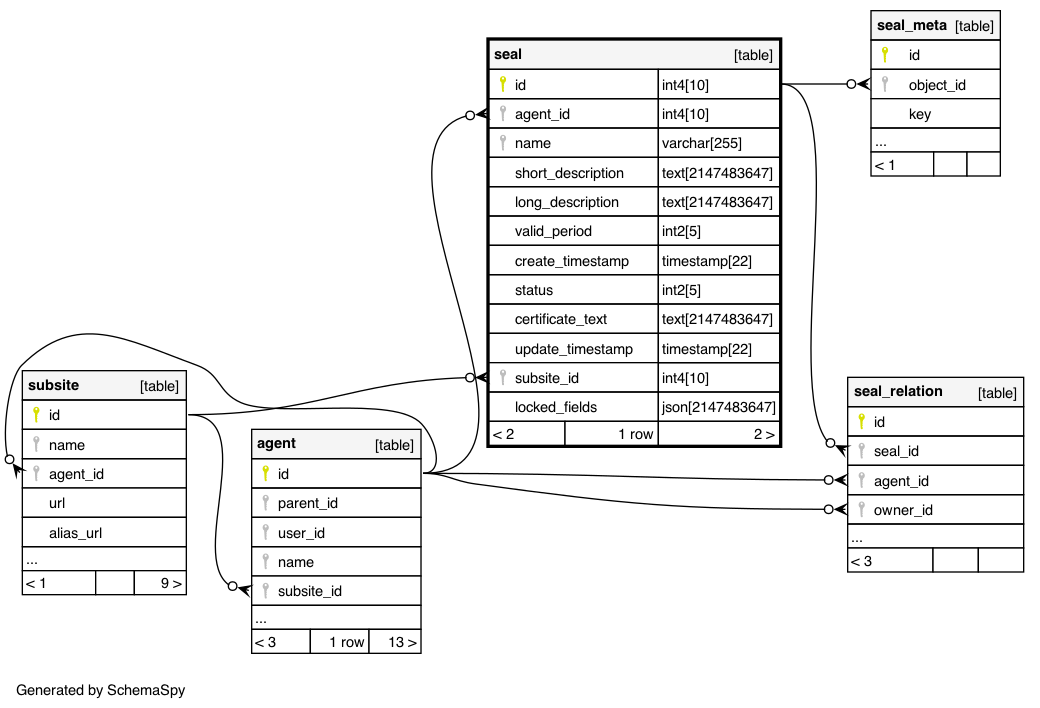 seal_meta [table]
id
object_id
key
...
< 1
seal [table]
id int4[10]
agent_id int4[10]
name varchar[255]
short_description text[2147483647]
long_description text[2147483647]
valid_period int2[5]
create_timestamp timestamp[22]
status int2[5]
certificate_text text[2147483647]
update_timestamp timestamp[22]
subsite_id int4[10]
locked_fields json[2147483647]
< 2 1 row 2 >
subsite [table]
id
name
agent_id
url
alias_url
...
< 1 9 >
agent [table]
id
parent_id
user_id
name
subsite_id
...
< 3 1 row 13 >
seal_relation [table]
id
seal_id
agent_id
owner_id
...
< 3
Generated by SchemaSpy